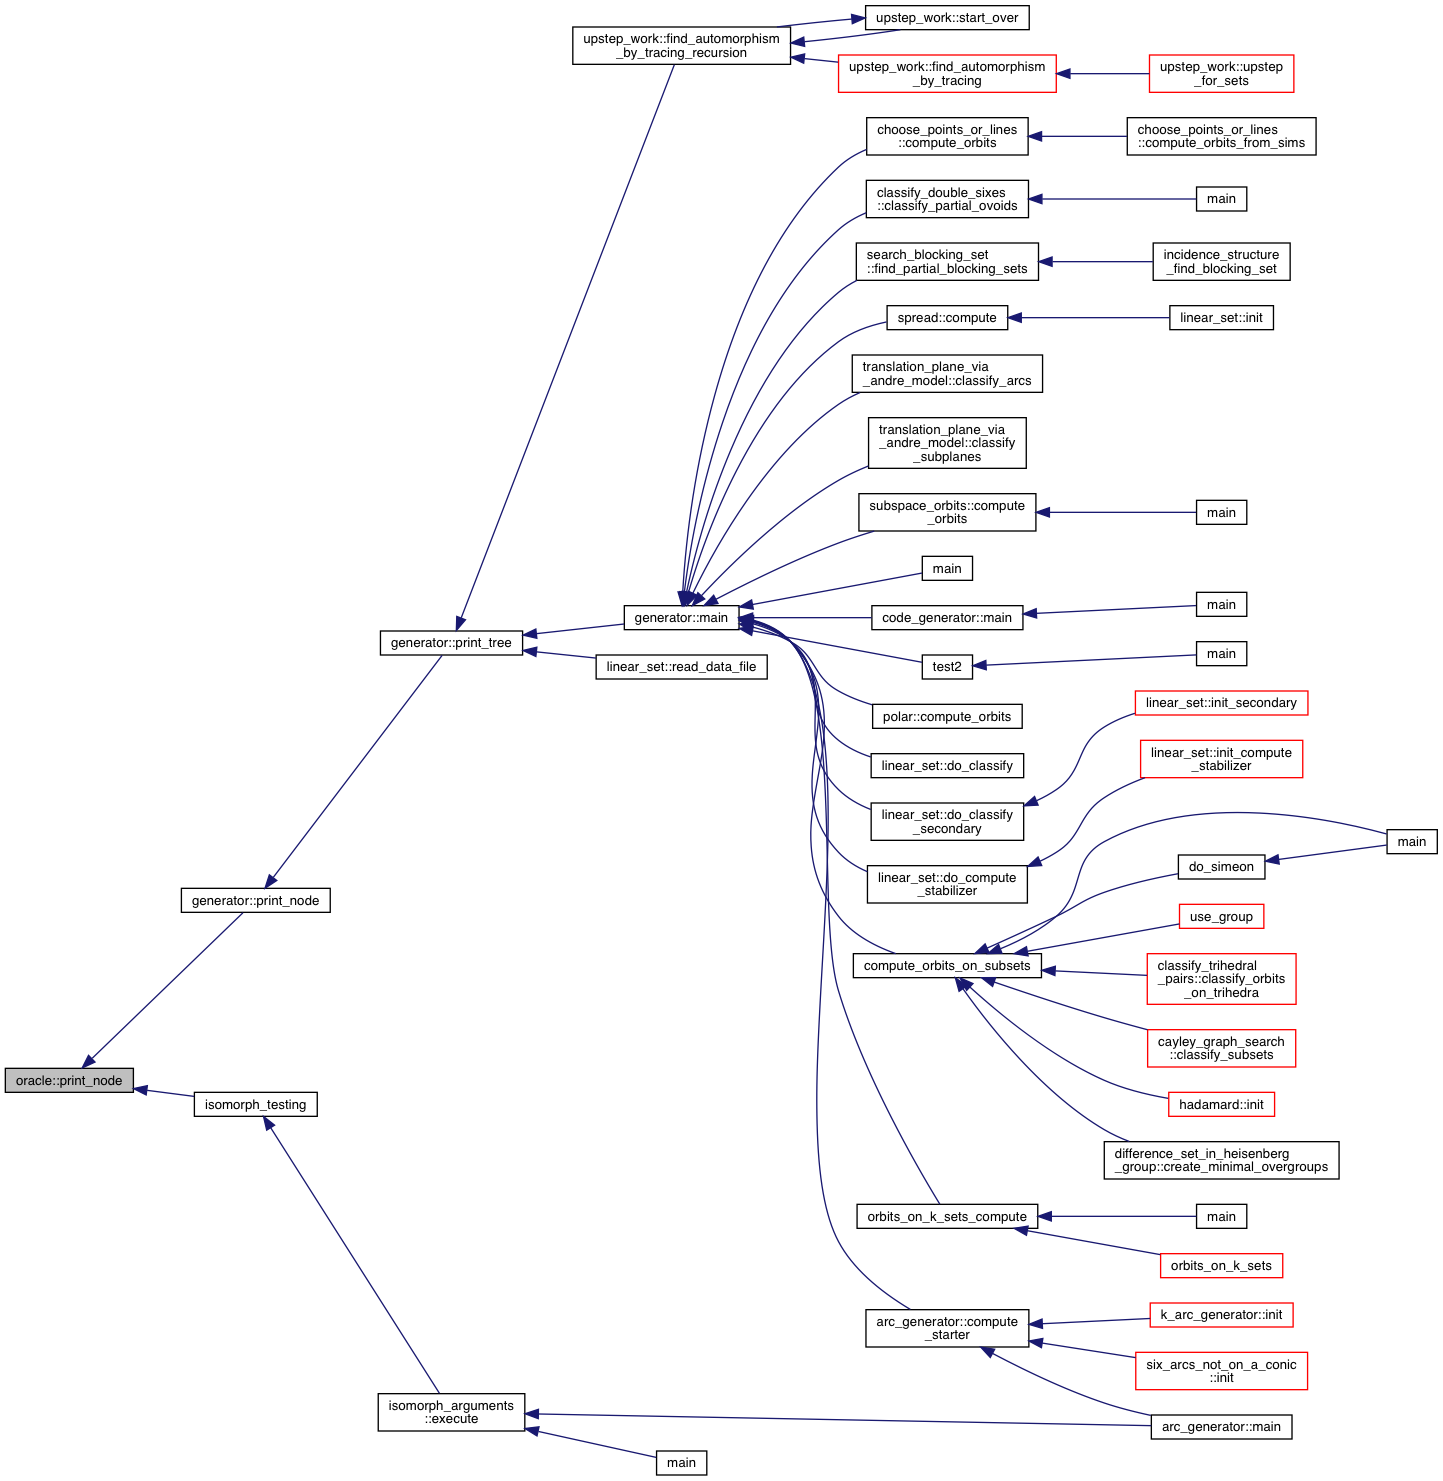 upstep_work::start_over
upstep_work::find_automorphism
_by_tracing_recursion
upstep_work::find_automorphism
_by_tracing
upstep_work::upstep
_for_sets
choose_points_or_lines
::compute_orbits
choose_points_or_lines
::compute_orbits_from_sims
classify_double_sixes
::classify_partial_ovoids
main
search_blocking_set
::find_partial_blocking_sets
incidence_structure
_find_blocking_set
spread::compute
linear_set::init
translation_plane_via
_andre_model::classify_arcs
translation_plane_via
_andre_model::classify
_subplanes
subspace_orbits::compute
_orbits
main
main
generator::main
code_generator::main
main
generator::print_tree
linear_set::read_data_file
test2
main
polar::compute_orbits
linear_set::init_secondary
linear_set::do_classify
linear_set::init_compute
_stabilizer
linear_set::do_classify
_secondary
main
do_simeon
linear_set::do_compute
_stabilizer
generator::print_node
use_group
compute_orbits_on_subsets
classify_trihedral
_pairs::classify_orbits
_on_trihedra
cayley_graph_search
::classify_subsets
oracle::print_node
isomorph_testing
hadamard::init
difference_set_in_heisenberg
_group::create_minimal_overgroups
orbits_on_k_sets_compute
main
orbits_on_k_sets
arc_generator::compute
_starter
k_arc_generator::init
six_arcs_not_on_a_conic
::init
isomorph_arguments
::execute
arc_generator::main
main